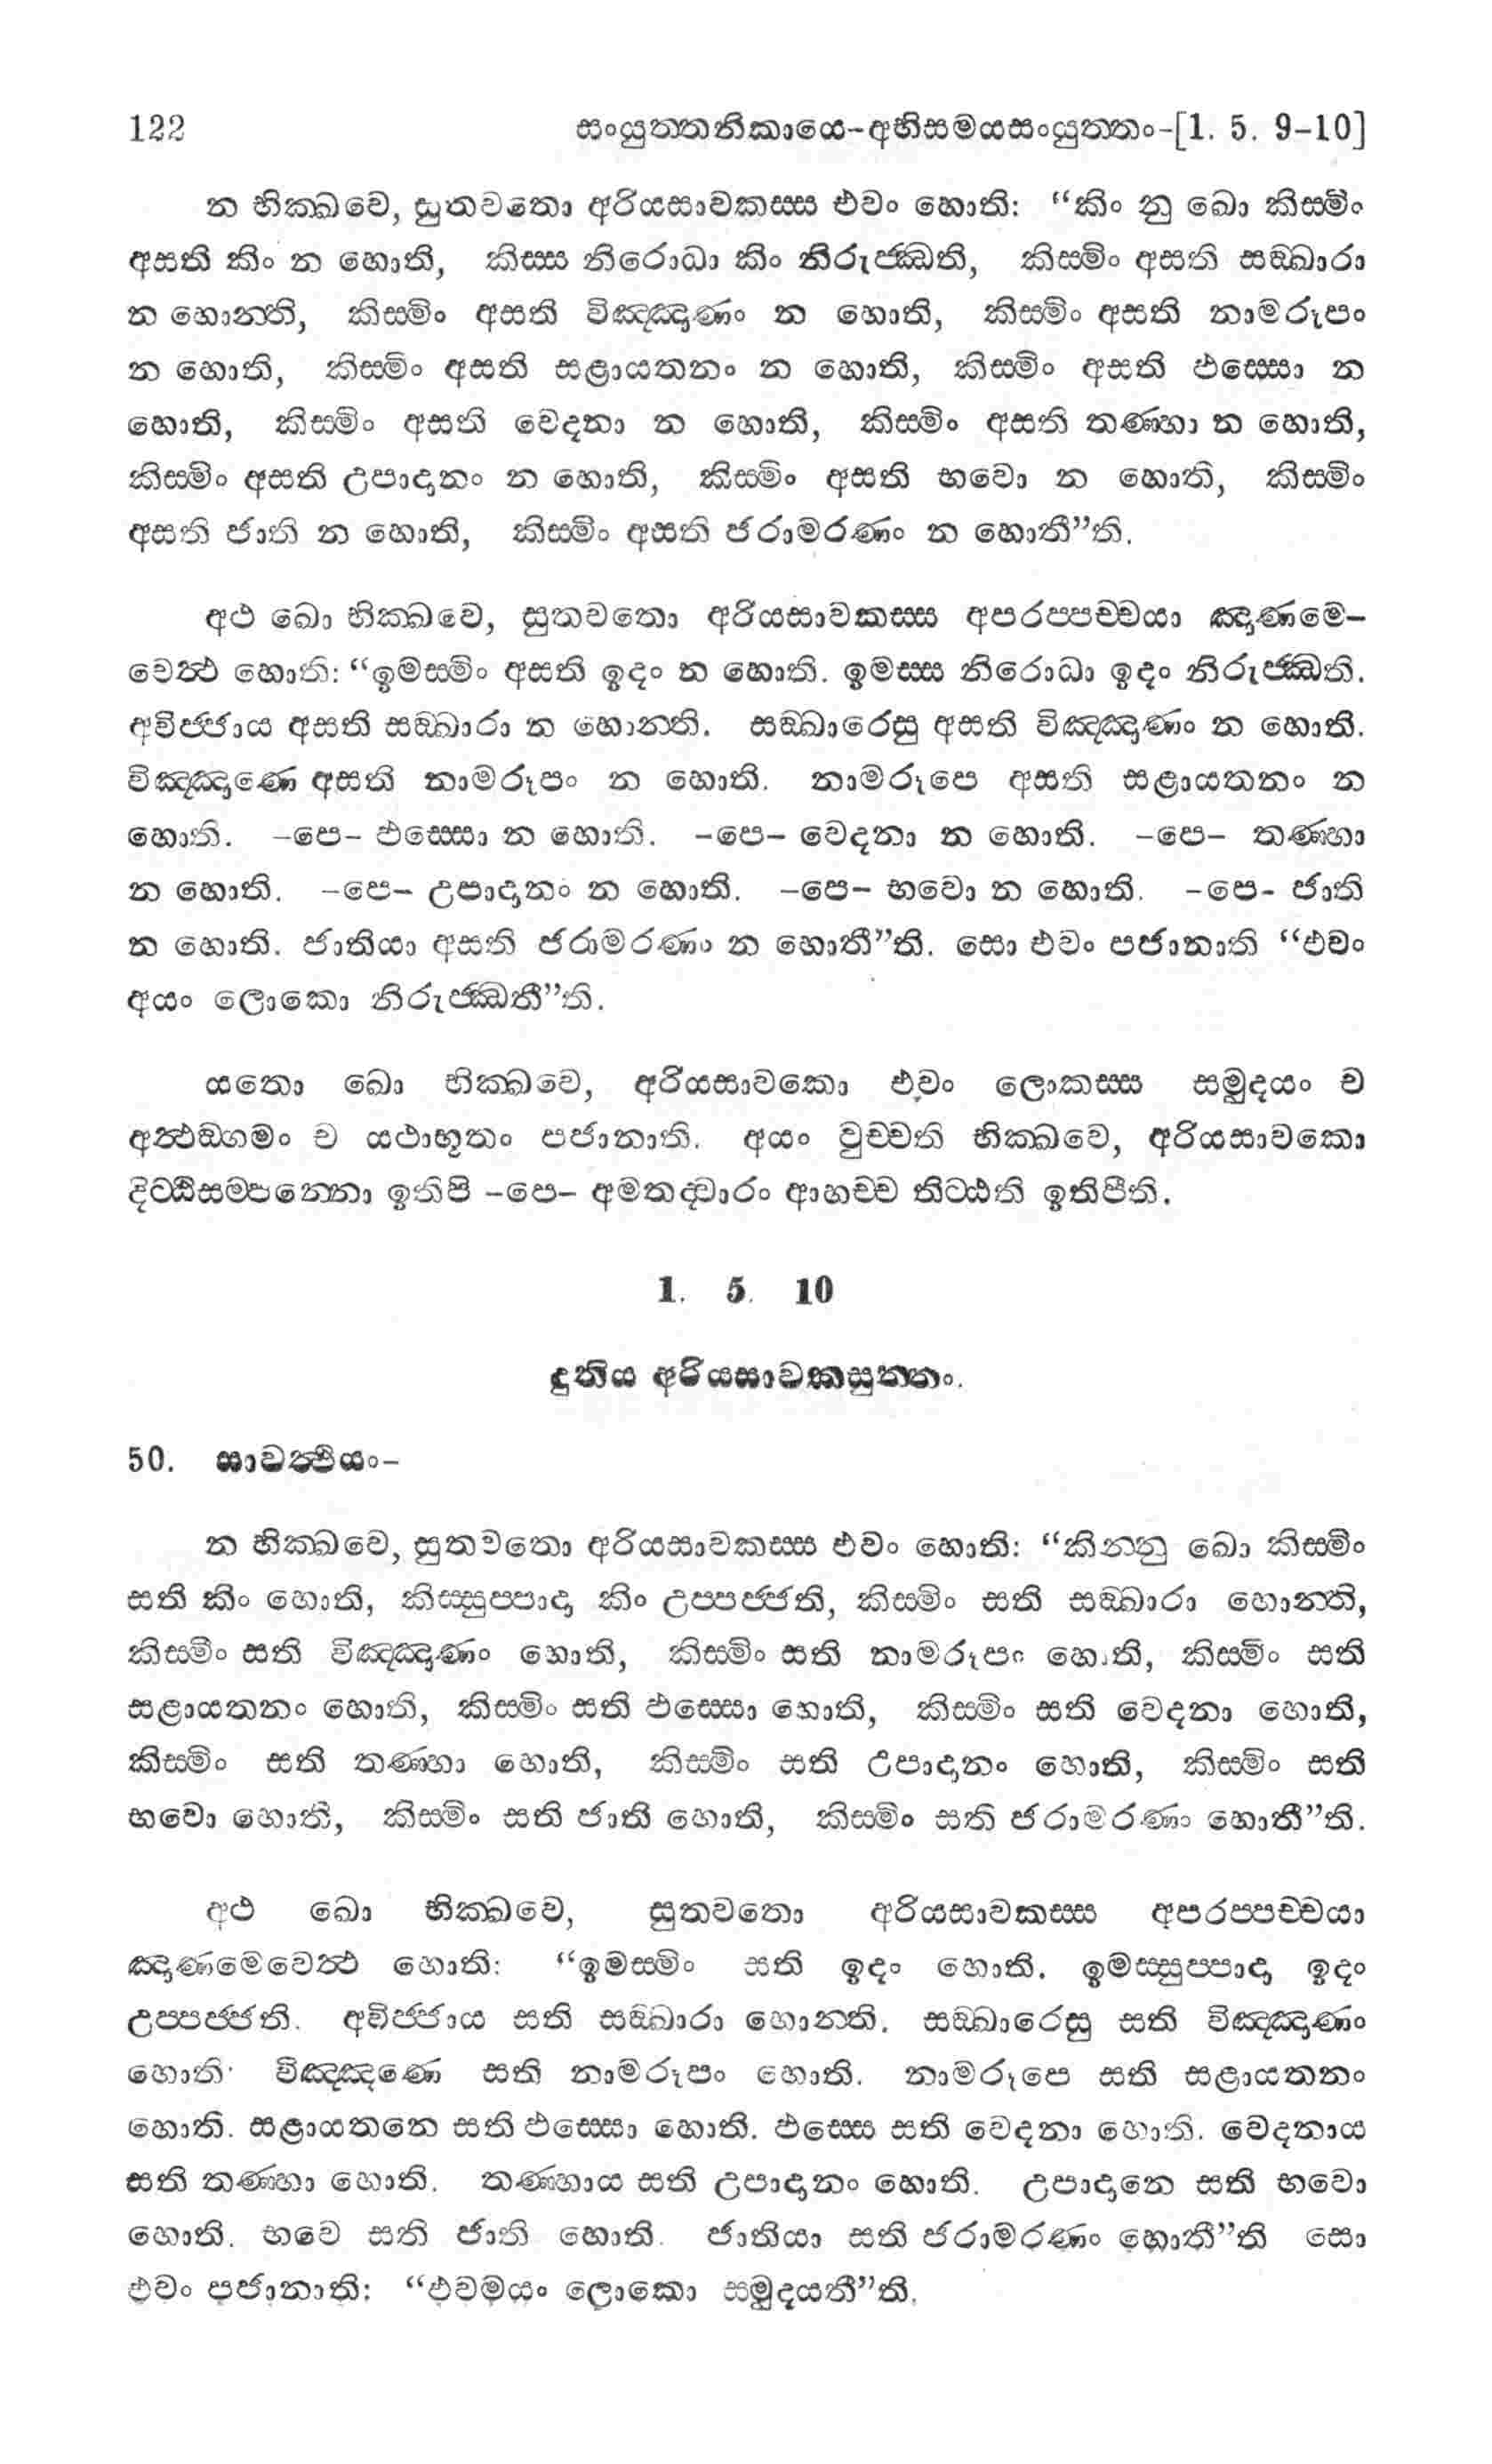 122 සංයුත්තනිකායෙ-අභිසමයසංයුත්තං-[1. 5. 9-10]
න භික්ඛවෙ, සුතවතො අරියසාවකස්ස එවං හොති: “කිං නු ඛො කිස්මිං
අසති කිං න හොති, කිස්ස නිරොධා කිං නිරුජ්ඣති, කිස්මිං අසති සඞ්ඛාරා
න හොන්ති, කිස්මිං අසති විඤ්ඤාණං න හොති, කිස්මිං අසති නාමරූපං
න හොති, කිස්මිං අසති සළායතනං න හොති, කිස්මිං අසති ඵස්සො න
හොති, කිස්මිං අසති වෙදනා න හොති, කිස්මිං අසති තණ්හා න හොති,
කිස්මිං අසති උපාදානං න හොති, කිස්මිං අසති භවො න හොති, කිස්මිං
අසති ජාති න හොති, කිස්මිං අසති ජරාමරණං න හොතී”ති.
අථ ඛො භික්ඛවෙ, සුතවතො අරියසාවකස්ස අපරප්පච්චයා ඤාණමෙ-
වෙත්ථ හොති: “ඉමස්මිං අසති ඉදං න හොති. ඉමස්ස නිරොධා ඉදං නිරුජ්ඣති.
අවිජ්ජාය අසති සඞ්ඛාරා න හොන්ති. සඞ්ඛාරෙසු අසති විඤ්ඤාණං න හොති.
විඤ්ඤාණෙ අසති නාමරූපං න හොති. නාමරූපෙ අසති සළායතනං න
හොති. -පෙ- ඵස්සො න හොති. -පෙ- වෙදනා න හොති. -පෙ- තණ්හා
න හොති. -පෙ- උපාදානං න හොති. -පෙ- භවො න හොති. -පෙ- ජාති
න හොති. ජාතියා අසති ජරාමරණං න හොතී”ති. සො එවං පජානාති “එවං
අයං ලොකො නිරුජ්ඣතී”ති.
යතො ඛො භික්ඛවෙ, අරියසාවකො එවං ලොකස්ස සමුදයං ච
අත්ථඞ්ගමං ච යථාභූතං පජානාති. අයං වුච්චති භික්ඛවෙ, අරියසාවකො
දිට්ඨිසම්පන්නො ඉතිපි -පෙ- අමතද්වාරං ආහච්ච තිට්ඨති ඉතිපීති.
1. 5. 10
දුතිය අරියසාවකසුත්තං.
50. සාවත්ථියං-
න භික්ඛවෙ, සුතවතො අරියසාවකස්ස එවං හොති: “කින්නු ඛො කිස්මිං
සති කිං හොති, කිස්සුප්පාදා කිං උප්පජ්ජති, කිස්මිං සති සඞ්ඛාරා හොන්ති,
කිස්මිං සති විඤ්ඤාණං හොති, කිස්මිං සති නාමරූපං හොති, කිස්මිං සති
සළායතනං හොති, කිස්මිං සති ඵස්සො හොති, කිස්මිං සති වෙදනා හොති,
කිස්මිං සති තණ්හා හොති, කිස්මිං සති උපාදානං හොති, කිස්මිං සති
භවො හොති, කිස්මිං සති ජාති හොති, කිස්මිං සති ජරාමරණං හොතී”ති.
අථ ඛො භික්ඛවෙ, සුතවතො අරියසාවකස්ස අපරප්පච්චයා
ඤාණමෙවෙත්ථ හොති: “ඉමස්මිං සති ඉදං හොති. ඉමස්සුප්පාදා ඉදං
උප්පජ්ජති. අවිජ්ජාය සති සඞ්ඛාරා හොන්ති. සඞ්ඛාරෙසු සති විඤ්ඤාණං
හොති. විඤ්ඤණෙ සති නාමරූපං හොති. නාමරූපෙ සති සළායතනං
හොති. සළායතනෙ සති ඵස්සො හොති. ඵස්සෙ සති වෙදනා හොති. වෙදනාය
සති තණ්හා හොති. තණ්හාය සති උපාදානං හොති. උපාදානෙ සති භවො
හොති. භවෙ සති ජාති හොති. ජාතියා සති ජරාමරණං හොතී”ති සො
එවං පජානාති: “එවමයං ලොකො සමුදයතී”ති.